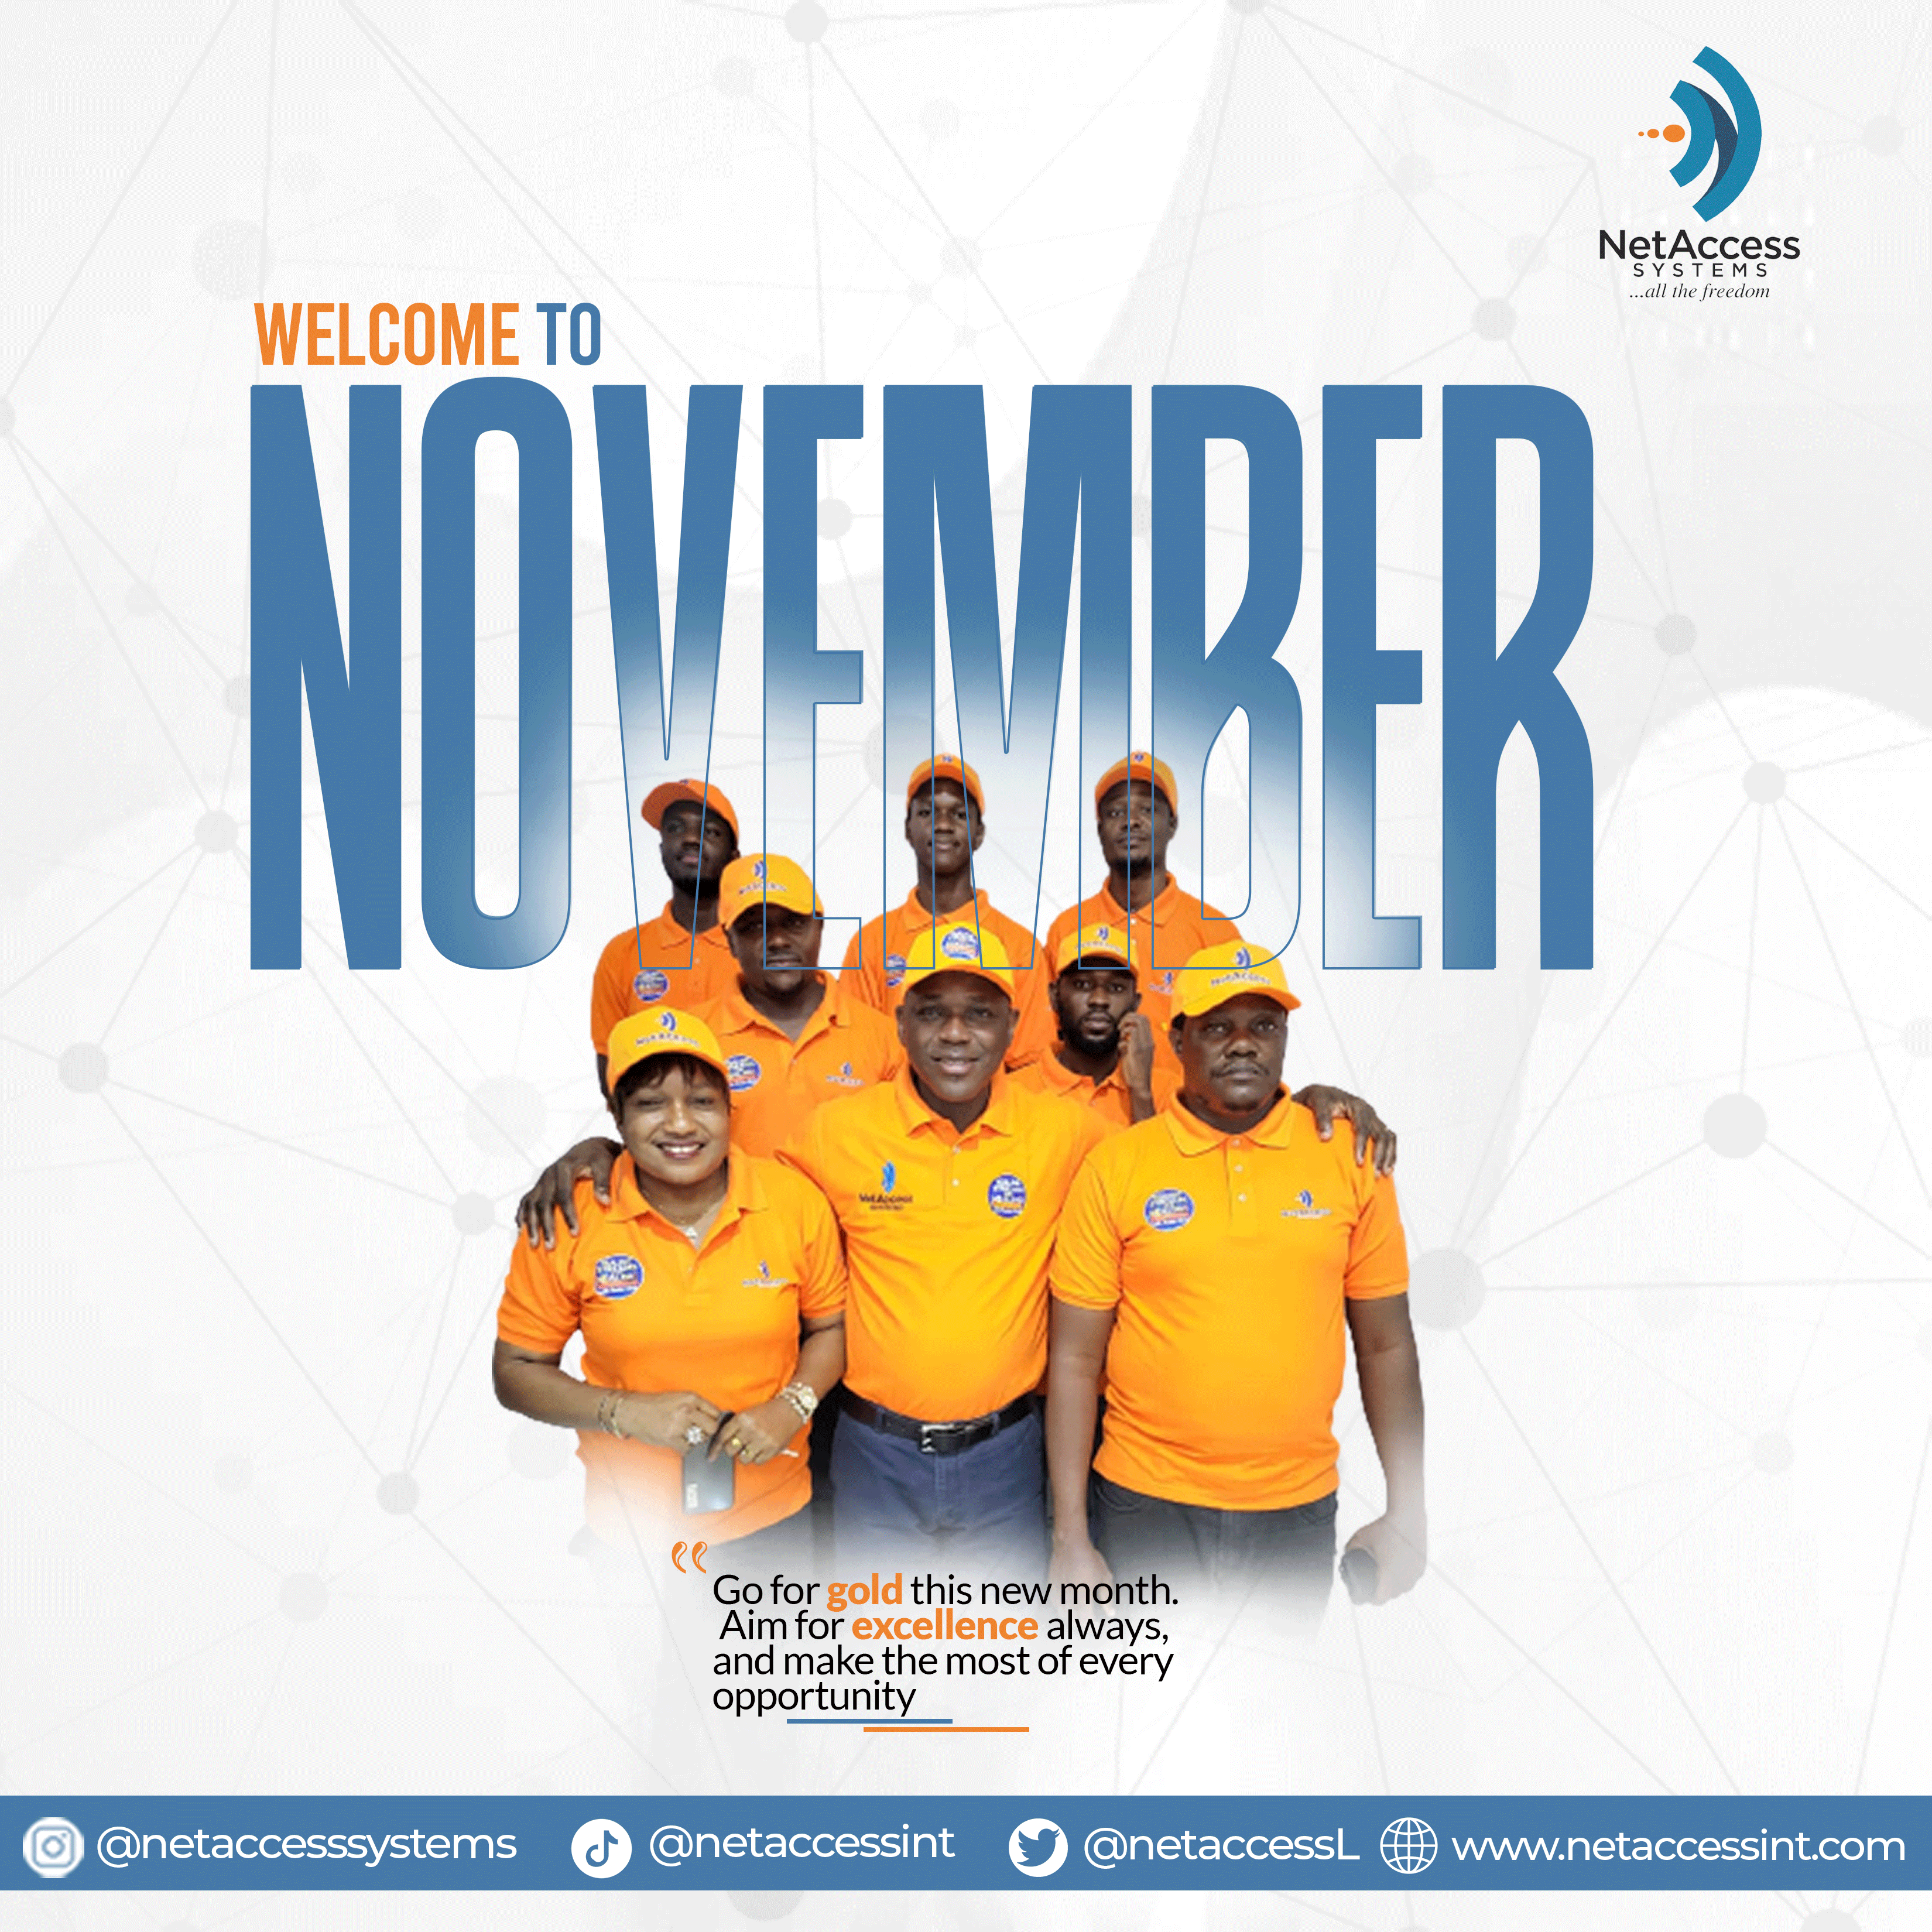 NetAccess
SYSTEMS
...all the freedom
WELCOME TO
NOVEMBER
NetAccess
“
Go for gold this new month.
Aim for excellence always,
and make the most of every
opportunity
@netaccesssystems
@netaccessint
@netaccessL
www.netaccessint.com